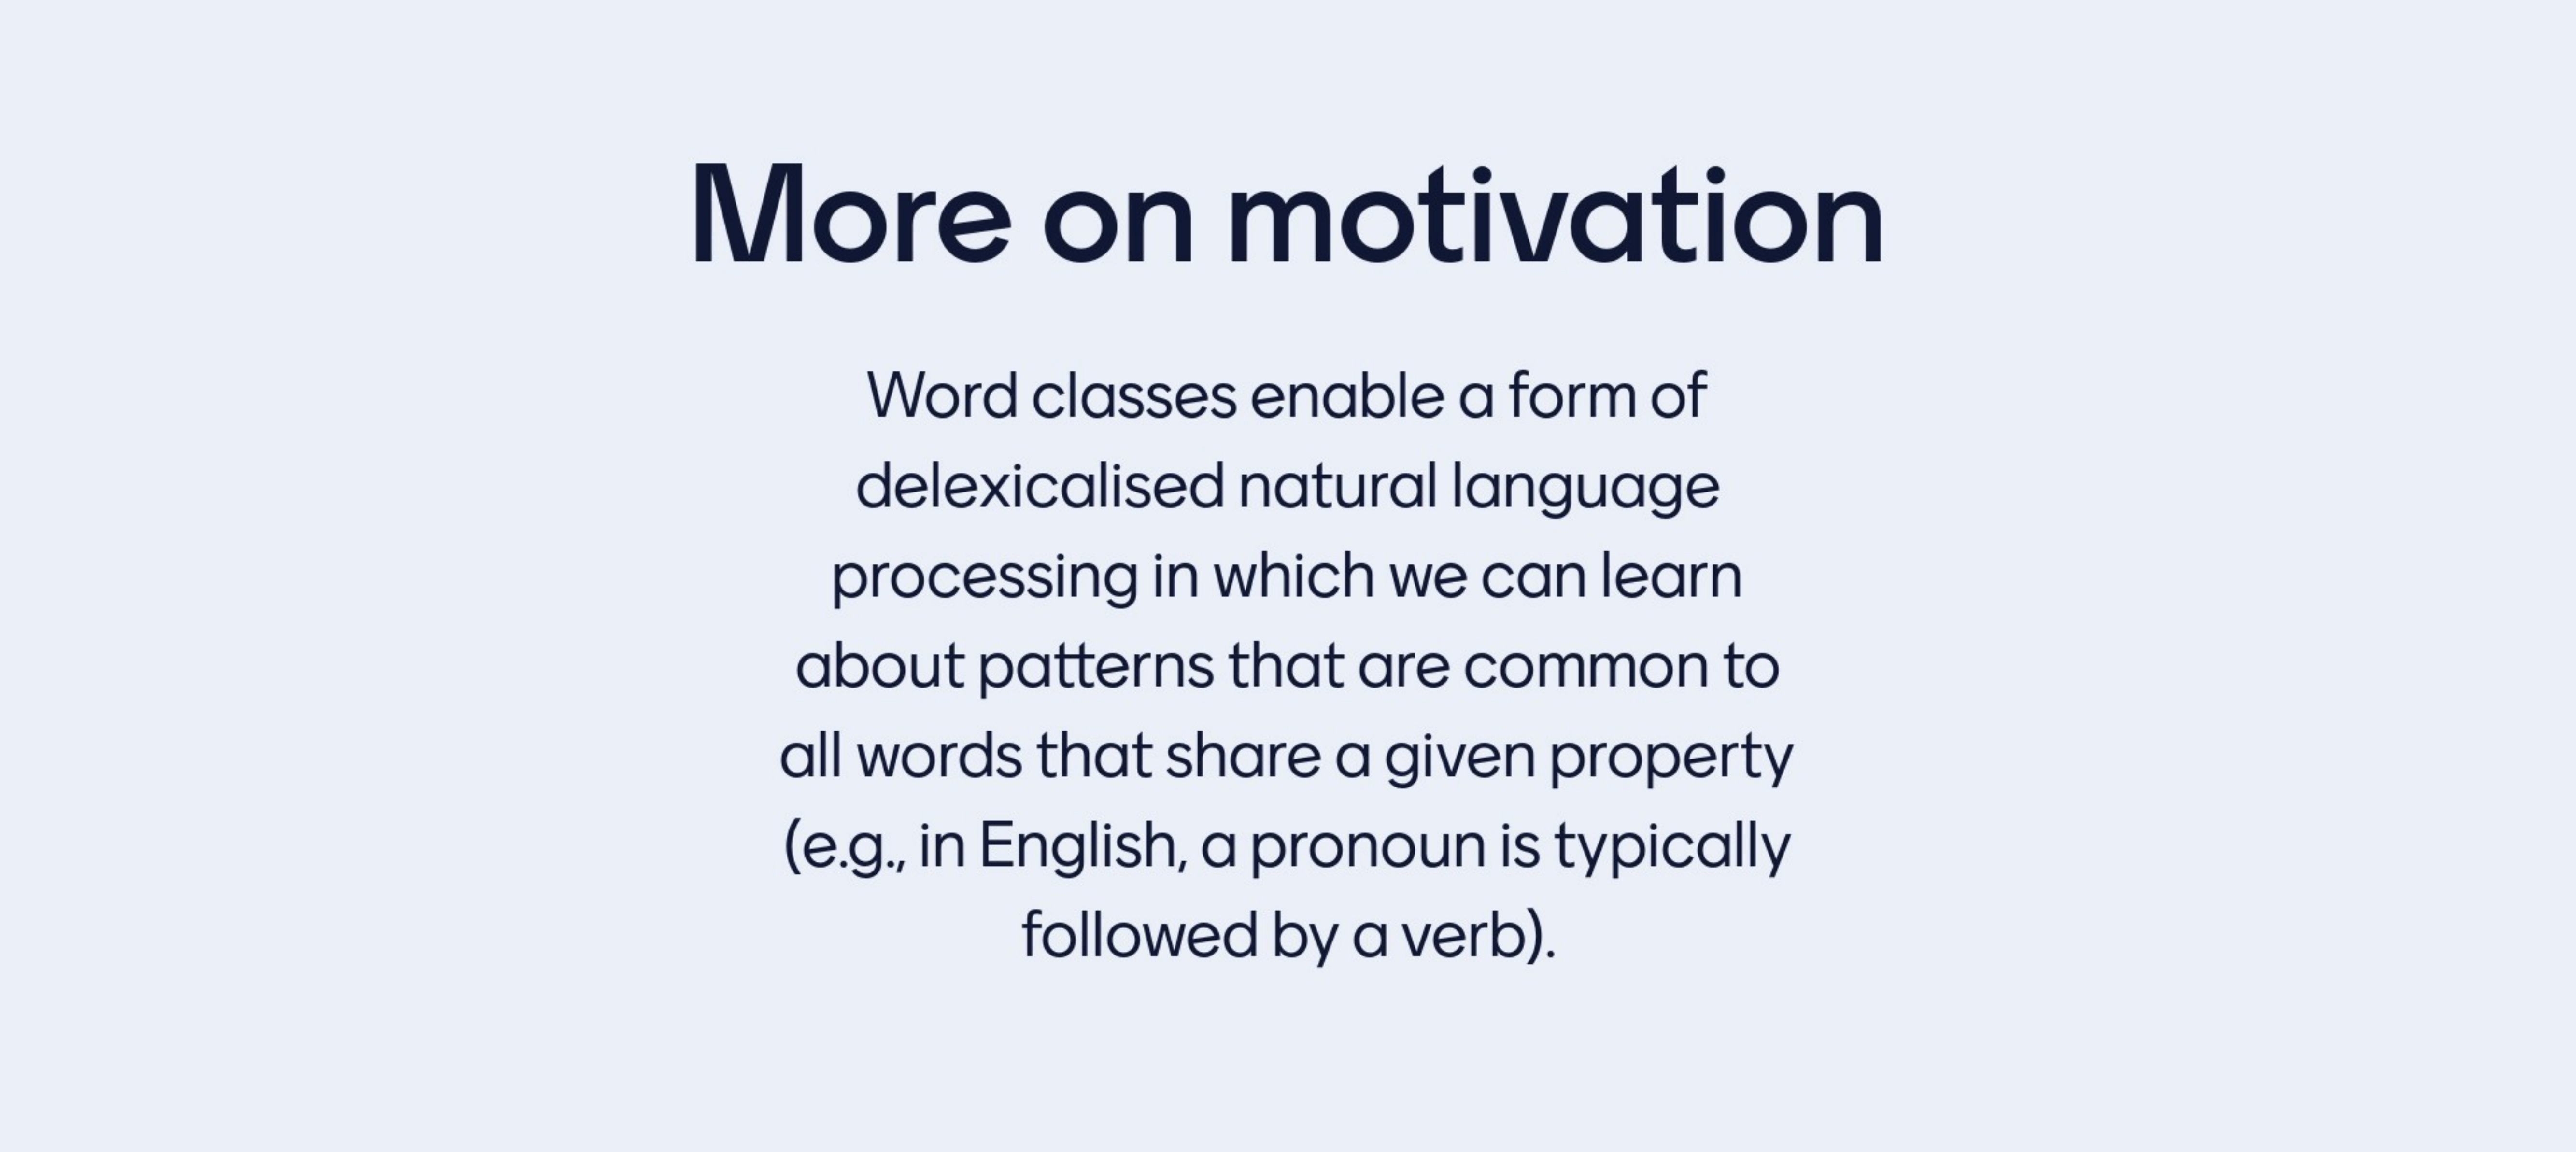 More on motivation
Word classes enable a form of
delexicalised natural language
processing in which we can learn
about patterns that are common to
all words that share a given property
(e.g., in English, a pronoun is typically
followed by a verb).